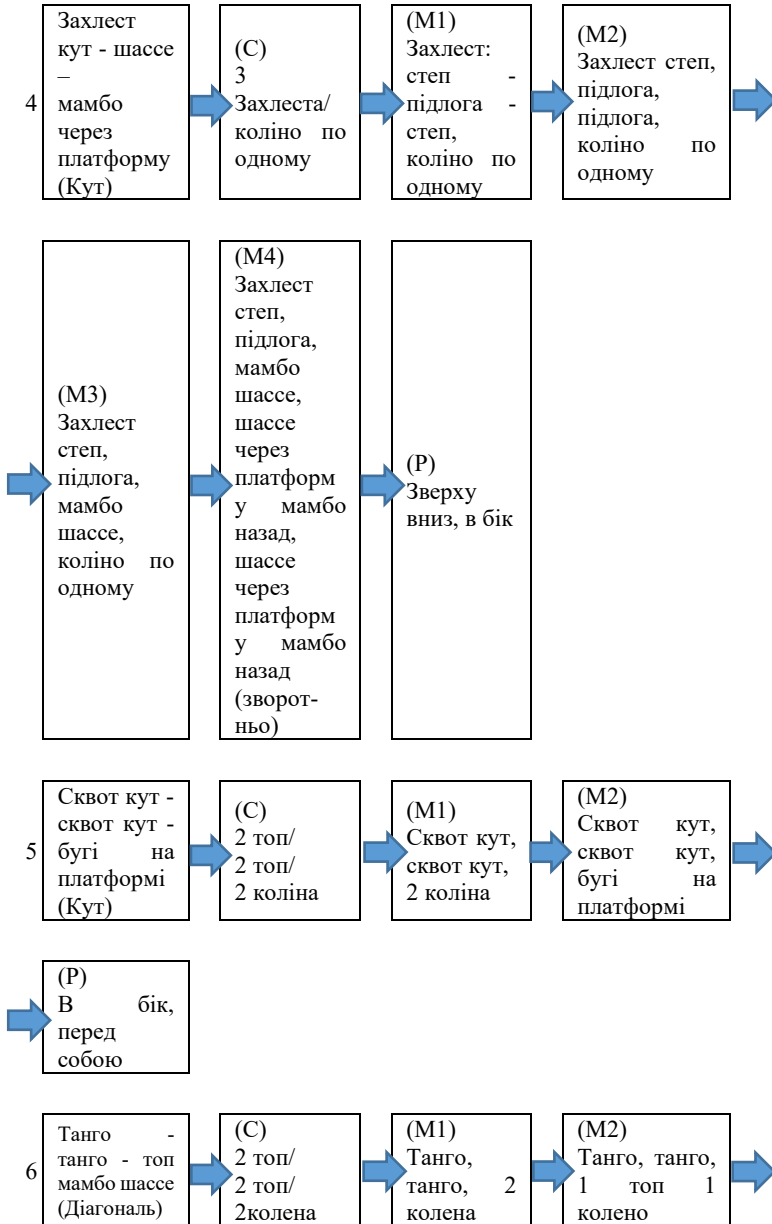 4
Захлест
кут - шассе
–
мамбо
через
платформу
(Кут)
(С)
3
Захлеста/
коліно по
одному
(М1)
Захлест:
степ -
підлога -
степ,
коліно по
одному
(М2)
Захлест степ,
підлога,
підлога,
коліно по
одному
(М3)
Захлест
степ,
підлога,
мамбо
шассе,
коліно по
одному
(М4)
Захлест
степ,
підлога,
мамбо
шассе,
шассе
через
платформ
у мамбо
назад,
шассе
через
платформ
у мамбо
назад
(зворот-
ньо)
(Р)
Зверху
вниз, в бік
5
Сквот кут -
сквот кут -
бугі на
платформі
(Кут)
(С)
2 топ/
2 топ/
2 коліна
(М1)
Сквот кут,
сквот кут,
2 коліна
(М2)
Сквот кут,
сквот кут,
бугі на
платформі
(Р)
В бік,
перед
собою
6
Танго -
танго - топ
мамбо шассе
(Діагональ)
(С)
2 топ/
2 топ/
2колена
(М1)
Танго,
танго, 2
колена
(М2)
Танго, танго,
1 топ 1
колено